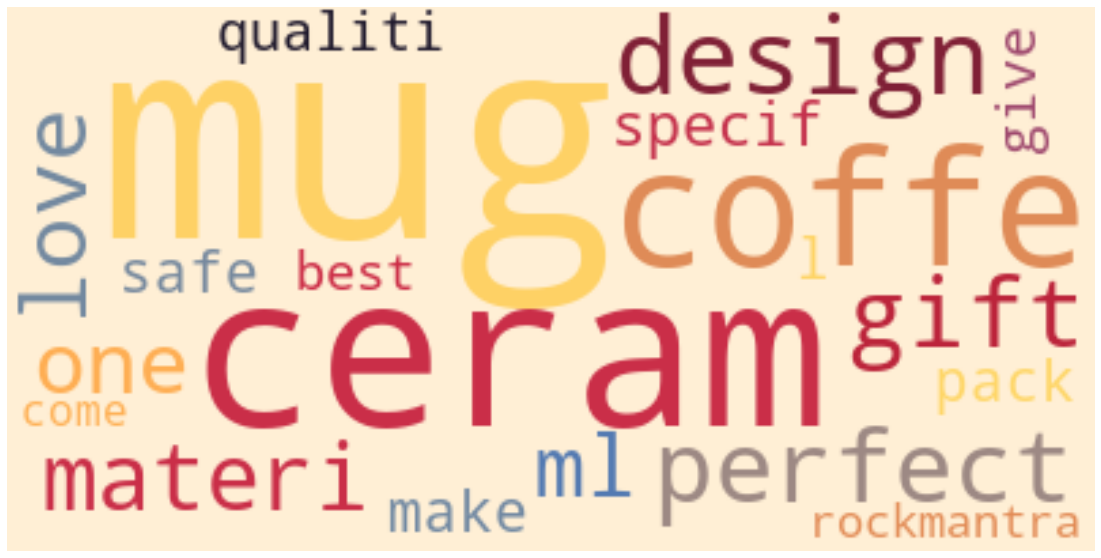 qualiti
design
give
mug
love
specif
coffe
l
safe
best
ceram
gift
one
come
pack
materi
ml
perfect
make
rockmantra